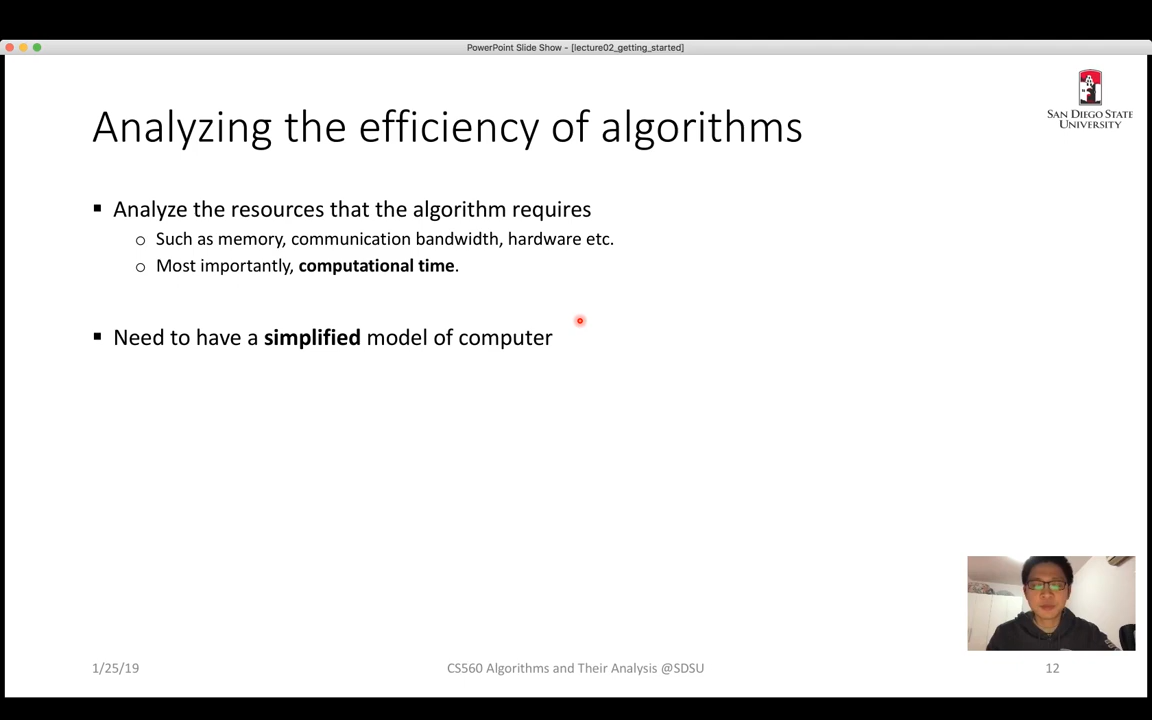 PowerPoint Slide Show - [lecture02_getting_started]
SAN DIEGO STATE
UNIVERSITY
Analyzing the efficiency of algorithms
Analyze the resources that the algorithm requires
Such as memory, communication bandwidth, hardware etc.
Most importantly, computational time.
Need to have a simplified model of computer
1/25/19
CS560 Algorithms and Their Analysis @SDSU
12